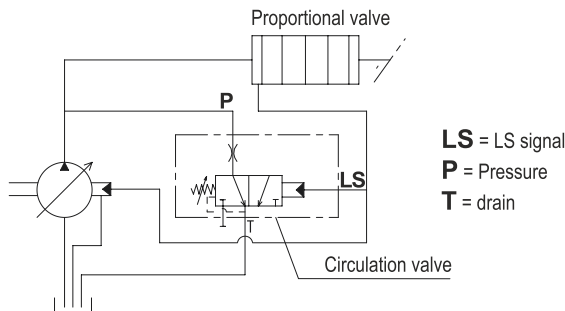 Proportional valve
P
LS = LS signal
P = Pressure
T = drain
LS
T
Circulation valve